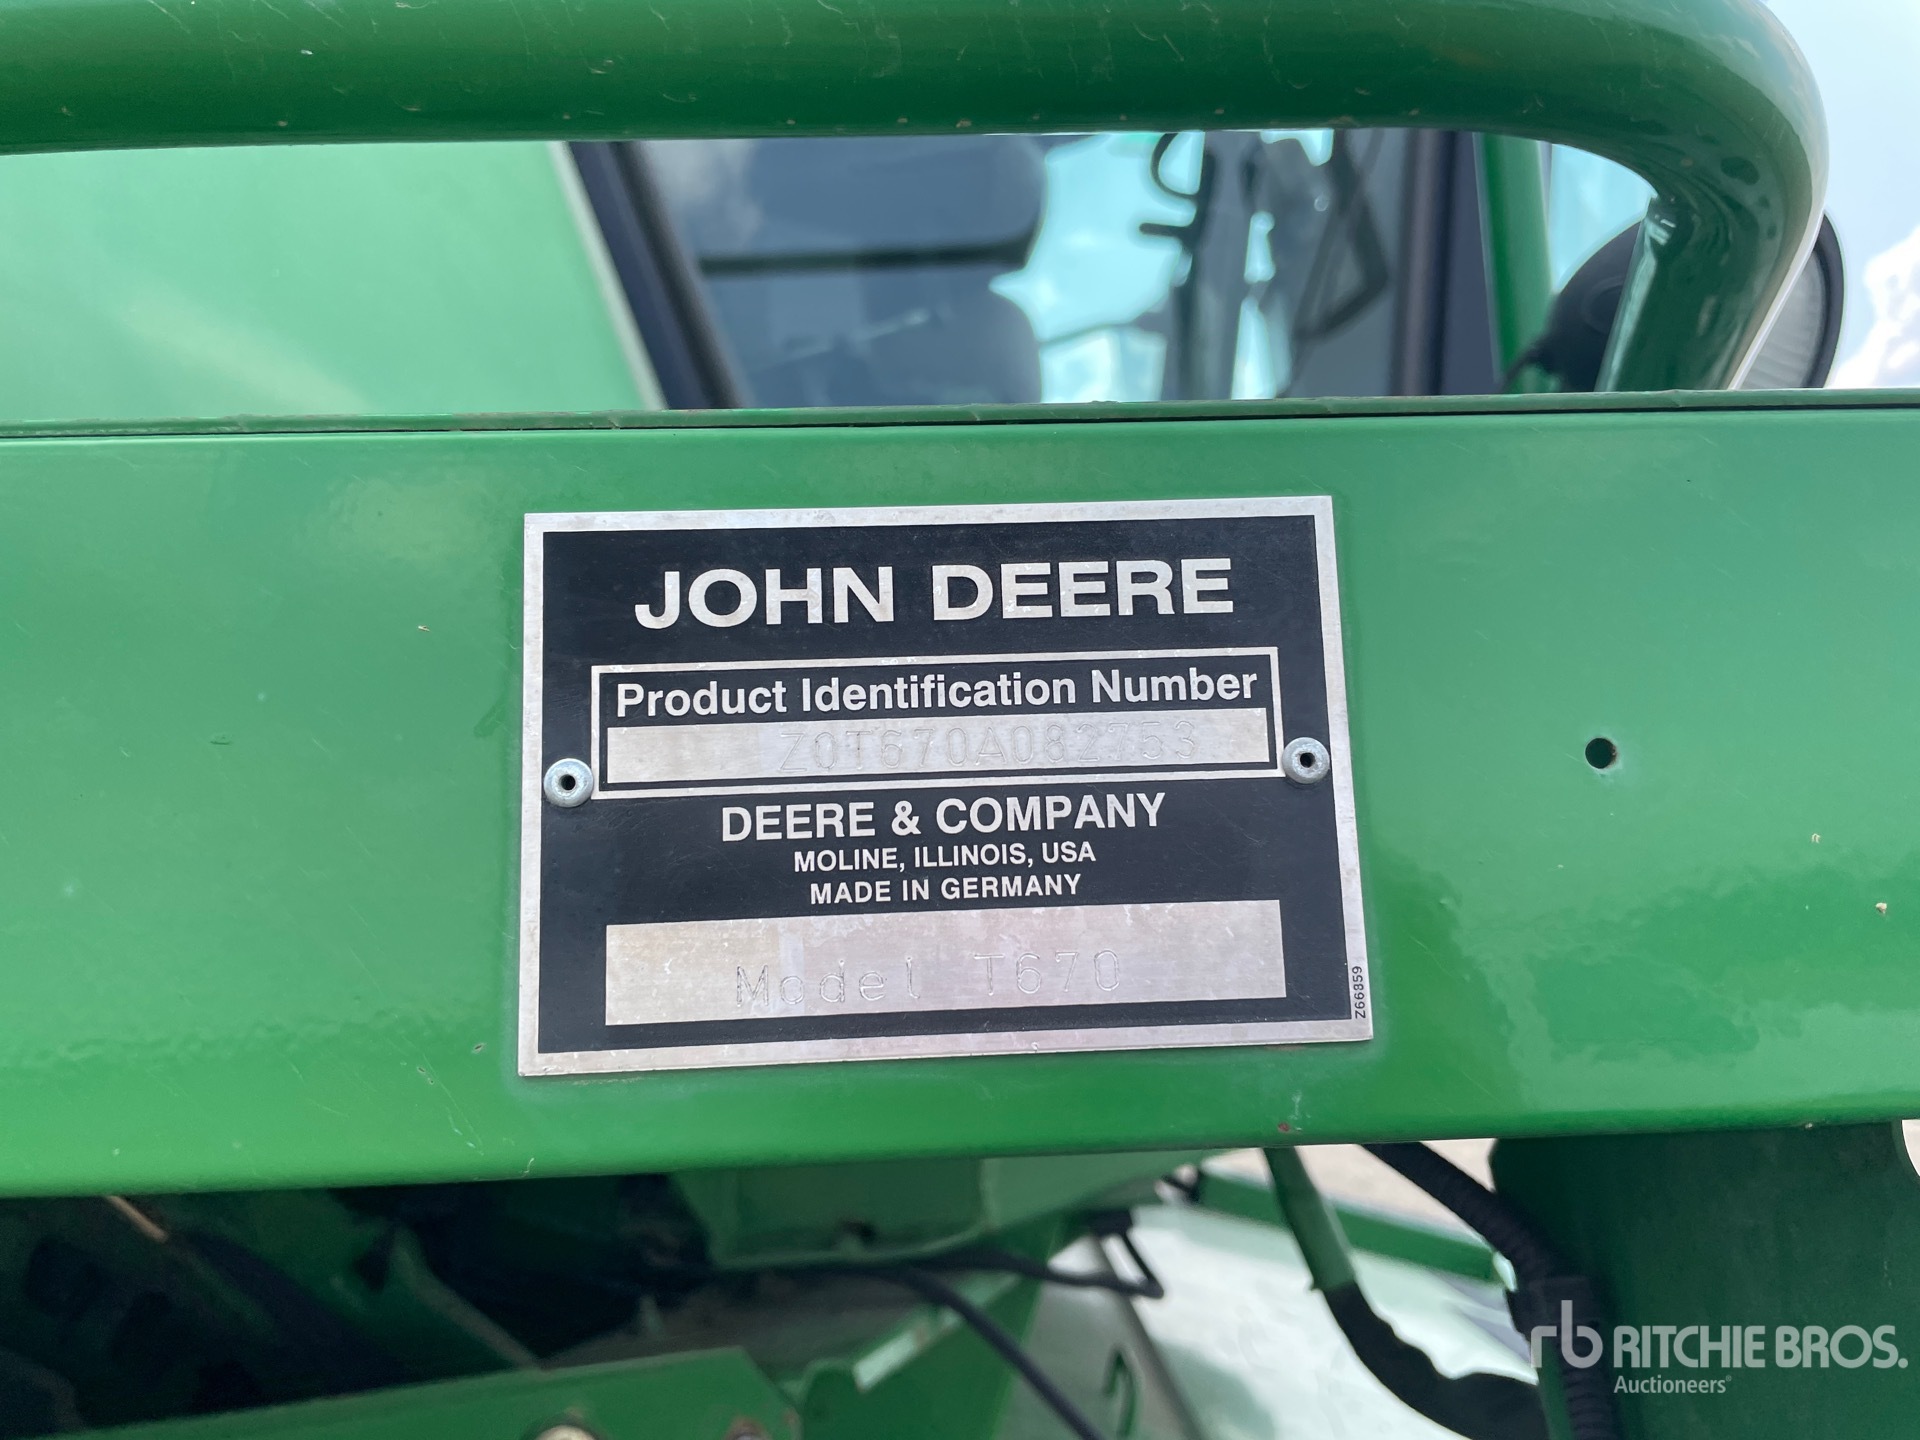 JOHN DEERE
Product Identification Number
Z0T670A082753
DEERE & COMPANY
MOLINE, ILLINOIS, USA
MADE IN GERMANY
Model T670
Z66859
rb RITCHIE BROS.
Auctioneers®